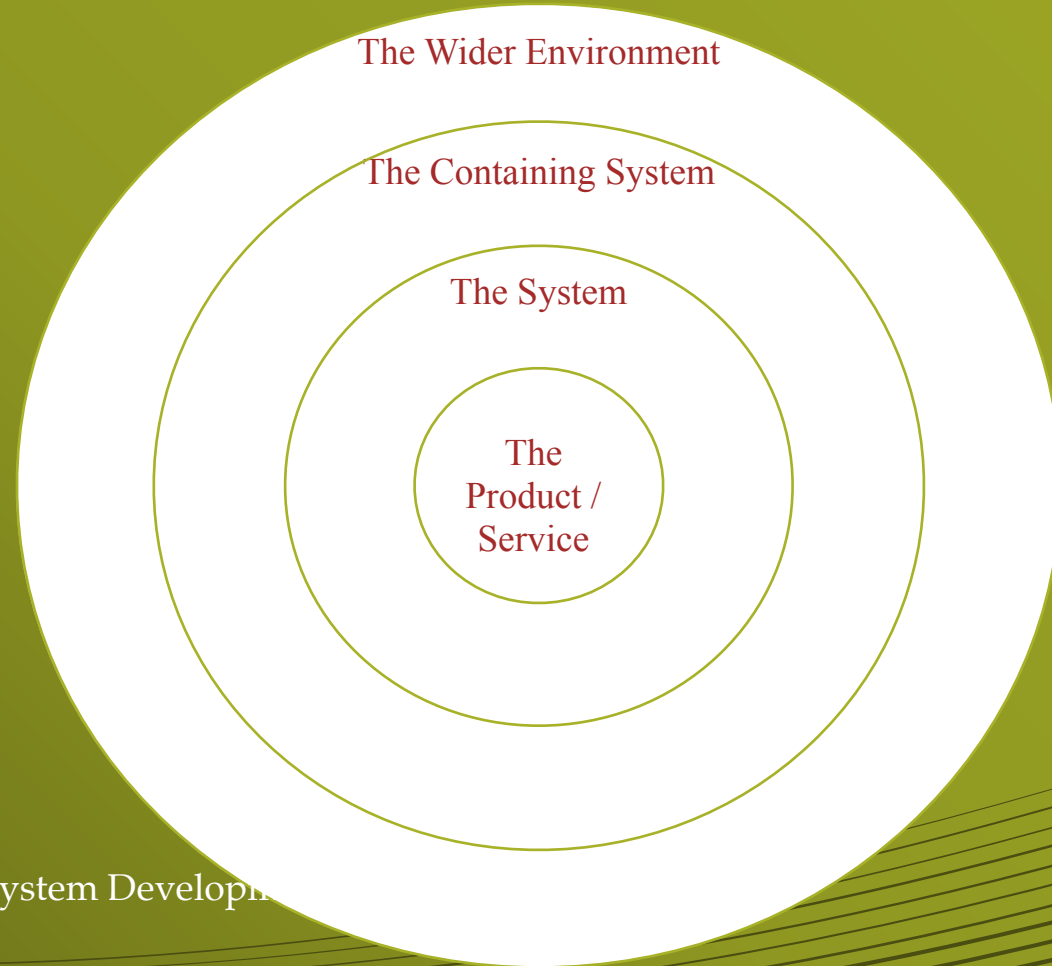 The Wider Environment
The Containing System
The System
The
Product /
Service